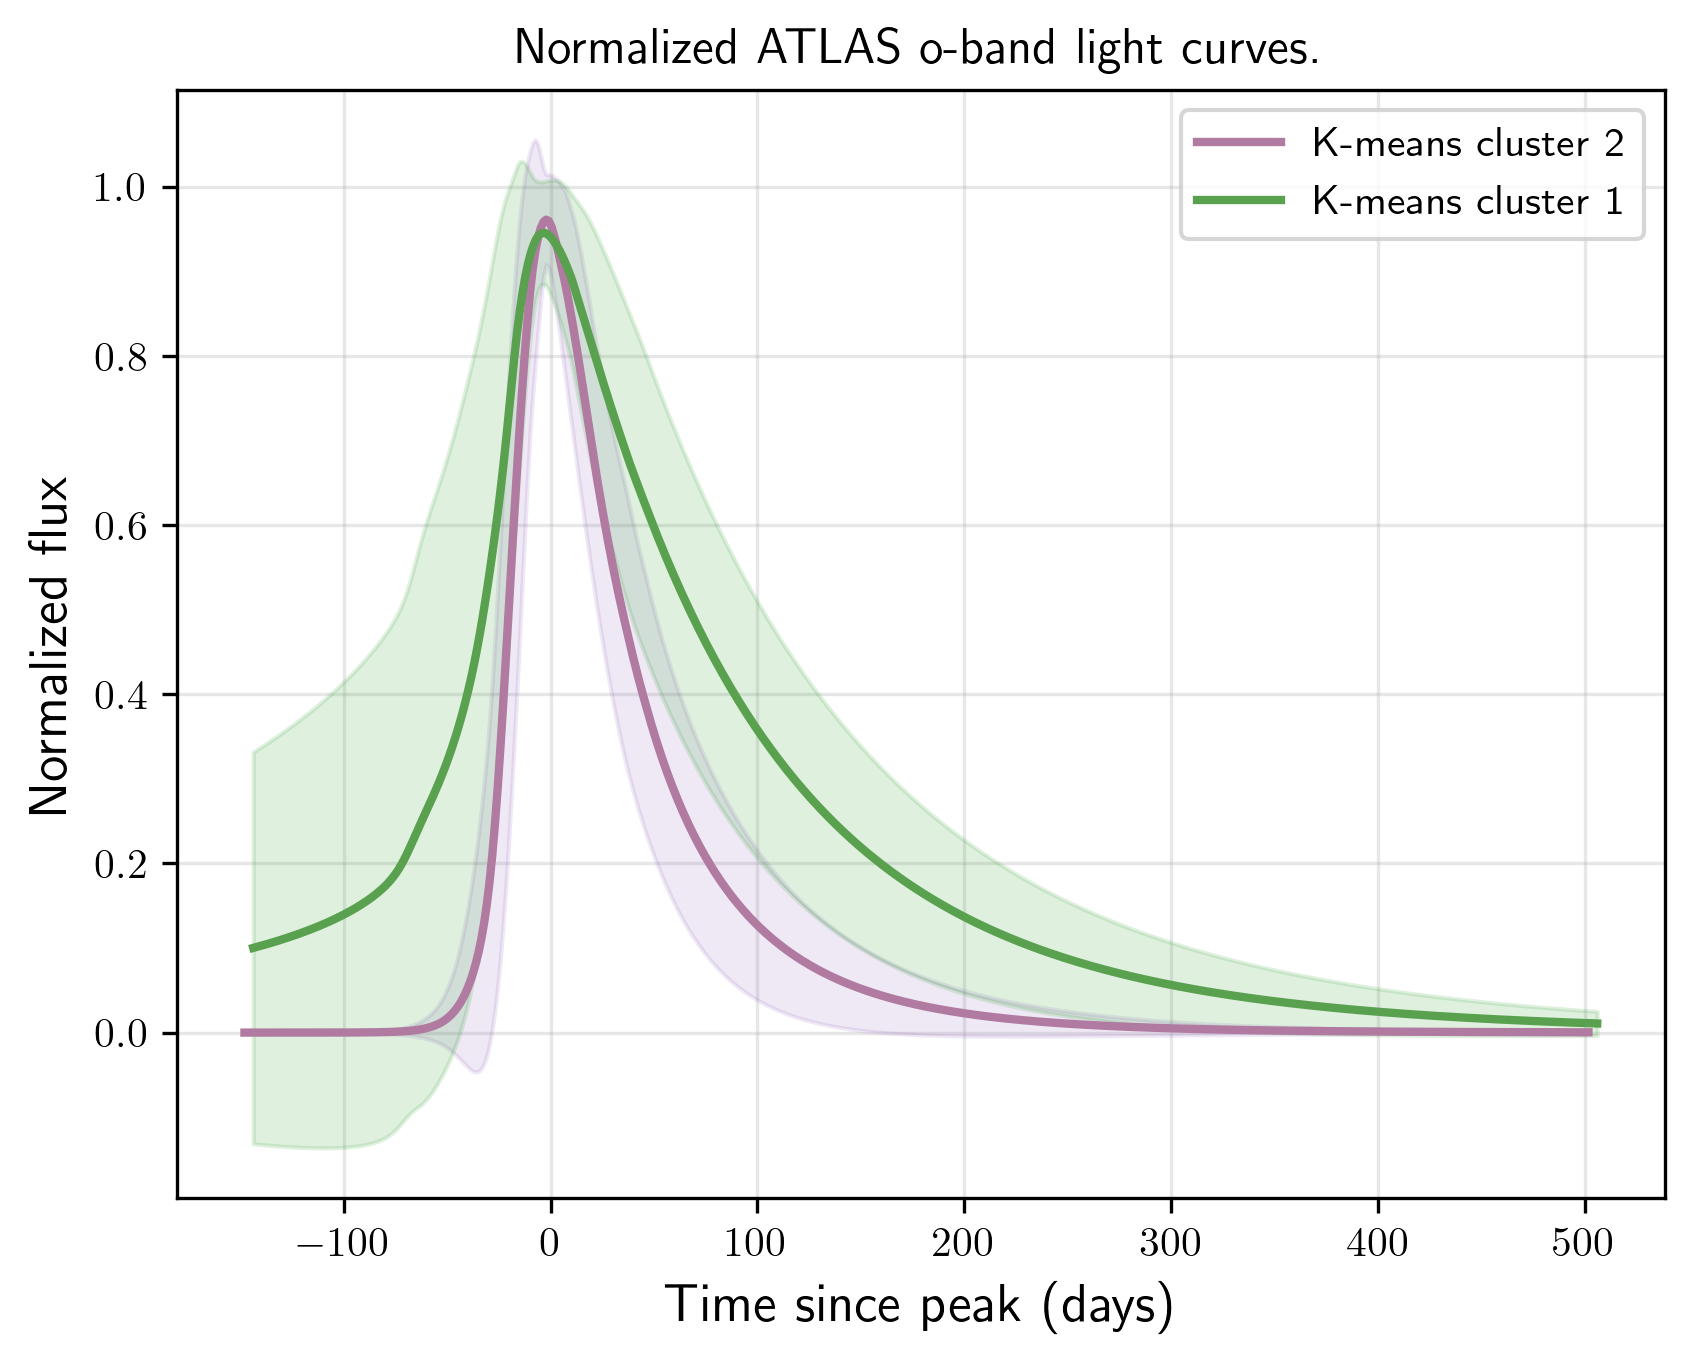 Normalized ATLAS o-band light curves.
K-means cluster 2
K-means cluster 1
Normalized flux
1.0
0.8
0.6
0.4
0.2
0.0
−100 0 100 200 300 400 500
Time since peak (days)